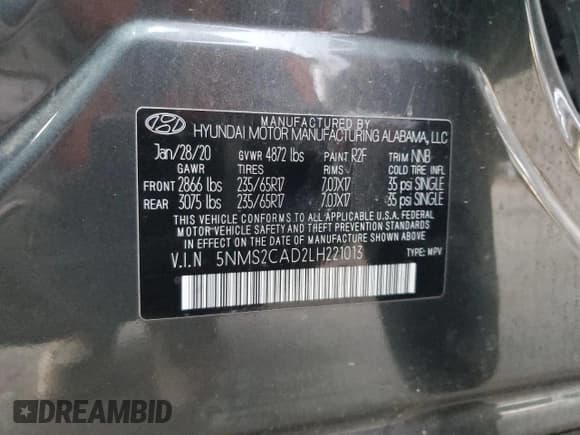 MANUFACTURED BY
HYUNDAI MOTOR MANUFACTURING ALABAMA, LLC
Jan/28/20 GVWR 4872 lbs PAINT R2F TRIM NNB
GAWR TIRES RIMS COLD TIRE INFL
FRONT 2866 lbs 235/65R17 7.0JX17 35 psi SINGLE
REAR 3075 lbs 235/65R17 7.0JX17 35 psi SINGLE
THIS VEHICLE CONFORMS TO ALL APPLICABLE U.S.A. FEDERAL
MOTOR VEHICLE SAFETY AND THEFT PREVENTION STANDARDS
IN EFFECT ON THE DATE OF MANUFACTURE SHOWN ABOVE.
V.I.N 5NMS2CAD2LH221013 TYPE: MPV
DREAMBID